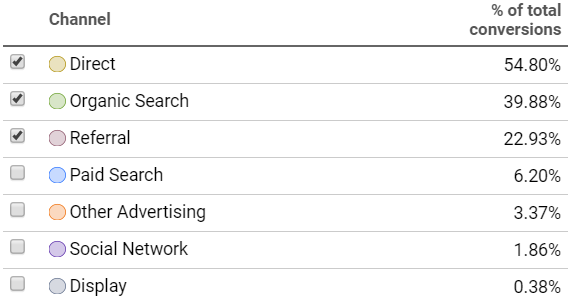 Channel % of total
conversions
Direct 54.80%
Organic Search 39.88%
Referral 22.93%
Paid Search 6.20%
Other Advertising 3.37%
Social Network 1.86%
Display 0.38%